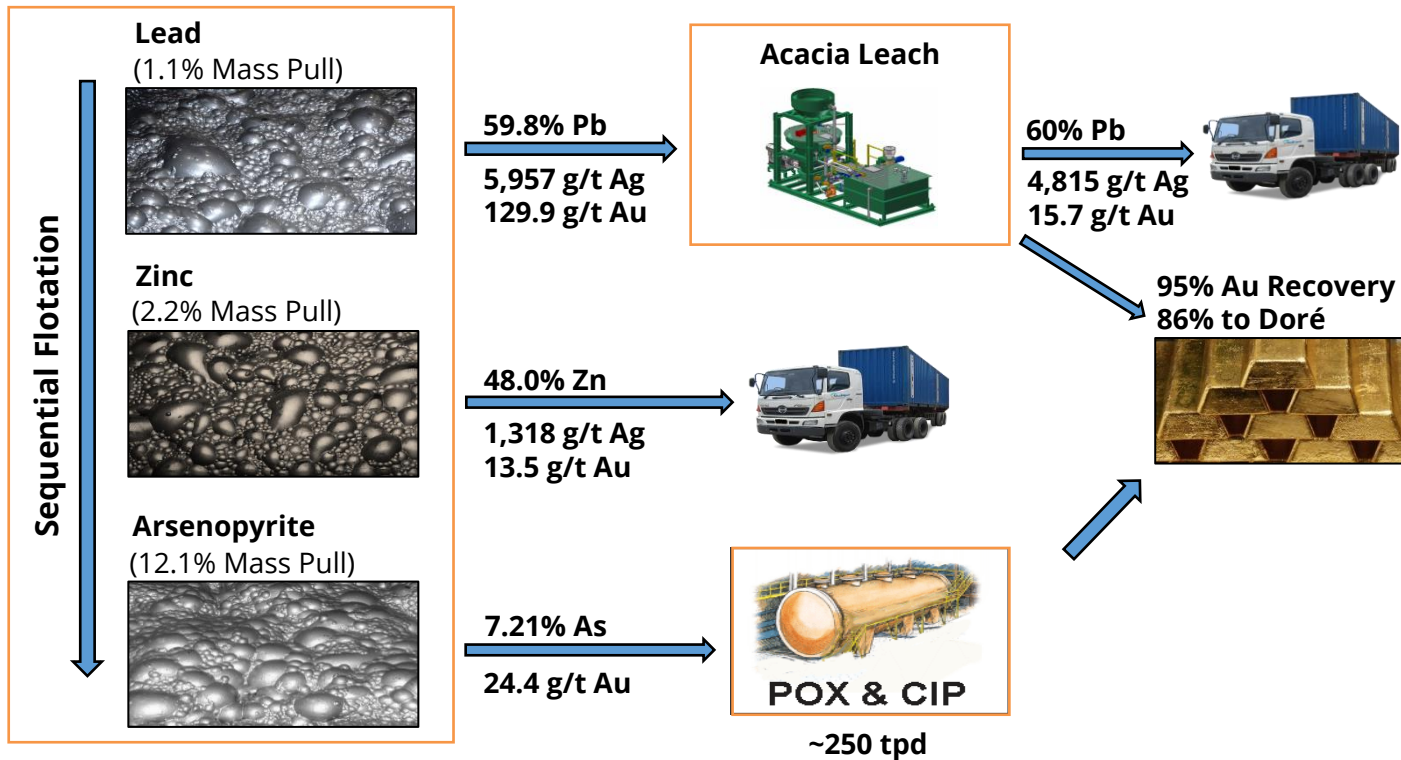 Sequential Flotation
Lead
(1.1% Mass Pull)
59.8% Pb
5,957 g/t Ag
129.9 g/t Au
Acacia Leach
60% Pb
4,815 g/t Ag
15.7 g/t Au
Zinc
(2.2% Mass Pull)
48.0% Zn
1,318 g/t Ag
13.5 g/t Au
95% Au Recovery
86% to Doré
Arsenopyrite
(12.1% Mass Pull)
7.21% As
24.4 g/t Au
POX & CIP
~250 tpd